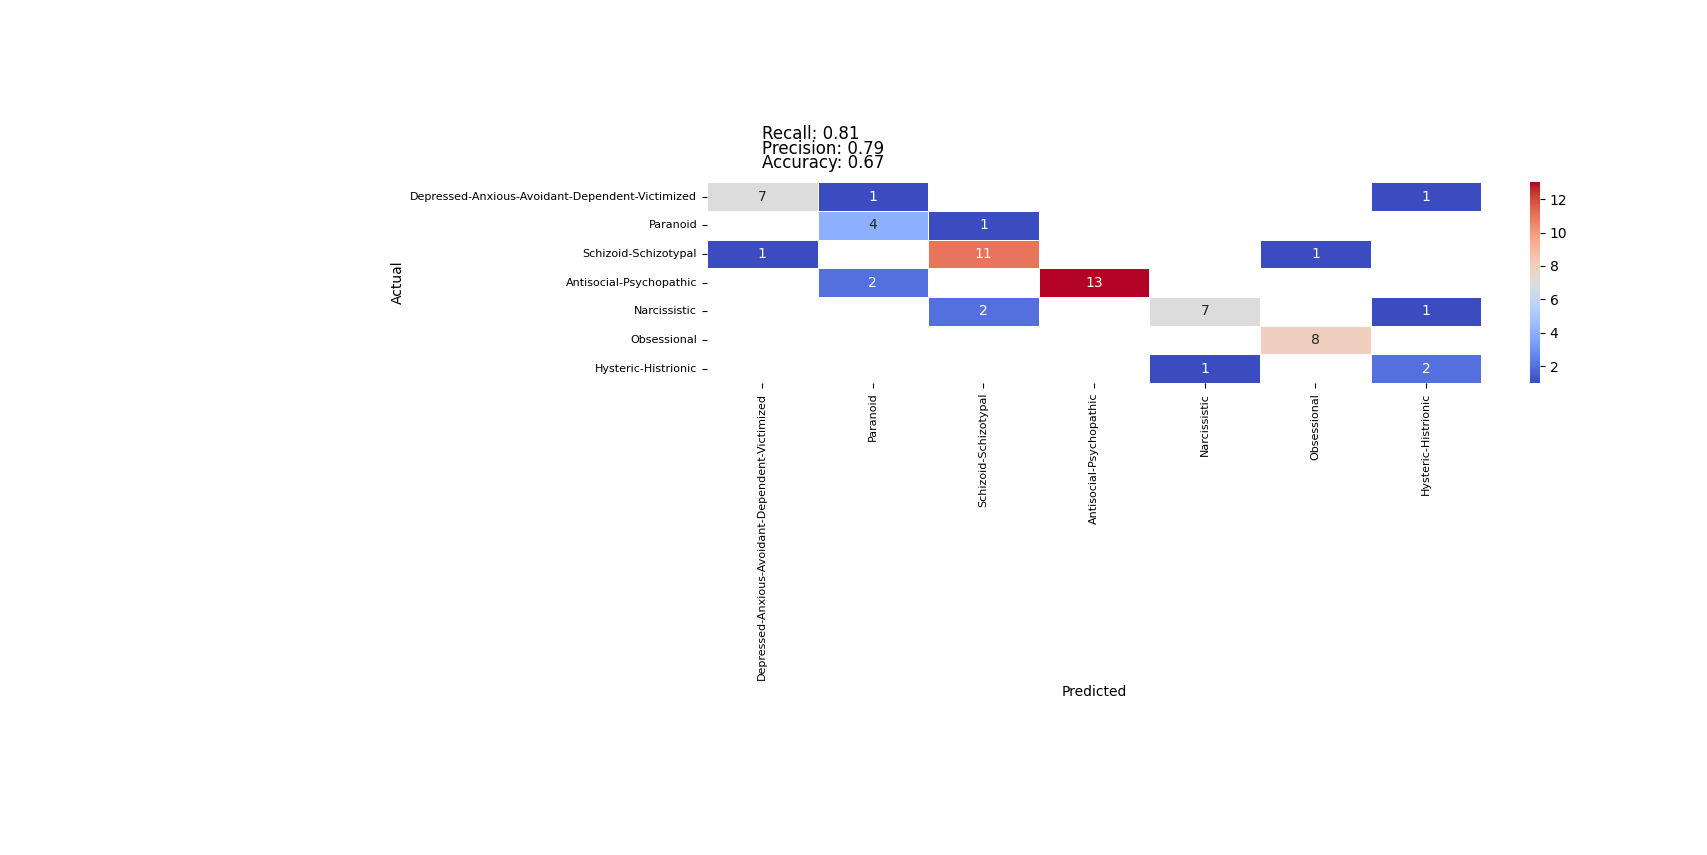 Recall: 0.81
Precision: 0.79
Accuracy: 0.67
Depressed-Anxious-Avoidant-Dependent-Victimized 7 1 1
Paranoid 4 1
Schizoid-Schizotypal 1 11 1
Antisocial-Psychopathic 2 13
Narcissistic 2 7 1
Obsessional 8
Hysteric-Histrionic 1 2
Actual
Depressed-Anxious-Avoidant-Dependent-Victimized
Paranoid
Schizoid-Schizotypal
Antisocial-Psychopathic
Narcissistic
Obsessional
Hysteric-Histrionic
Predicted
12
10
8
6
4
2